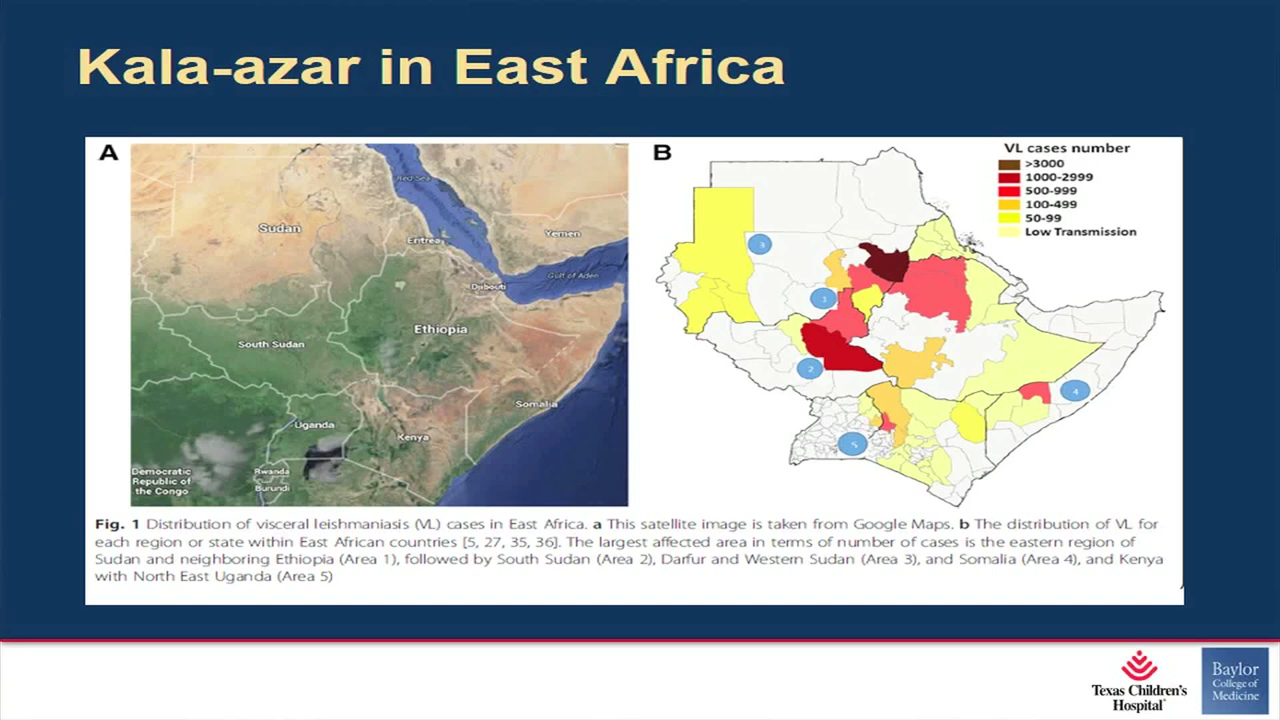 Kala-azar in East Africa
A
Red Sea
Sudan
Eritrea
Yemen
Gulf of Aden
Djibouti
Ethiopia
South Sudan
Somalia
Uganda
Kenya
Democratic
Republic of
the Congo
Rwanda
Burundi
B
VL cases number
>3000
1000-2999
500-999
100-499
50-99
Low Transmission
3
1
2
4
5
Fig. 1 Distribution of visceral leishmaniasis (VL) cases in East Africa. a This satellite image is taken from Google Maps. b The distribution of VL for
each region or state within East African countries [5, 27, 35, 36]. The largest affected area in terms of number of cases is the eastern region of
Sudan and neighboring Ethiopia (Area 1), followed by South Sudan (Area 2), Darfur and Western Sudan (Area 3), and Somalia (Area 4), and Kenya
with North East Uganda (Area 5)
Texas Children's
Hospital
Baylor
College of
Medicine